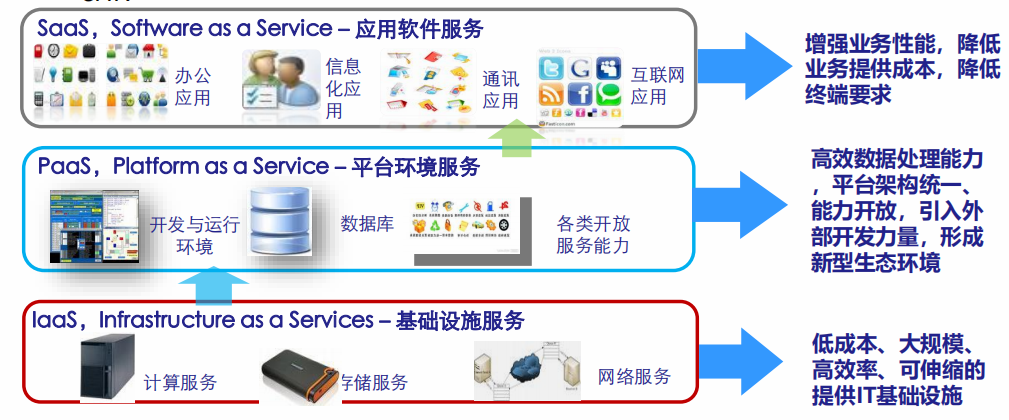 SaaS，Software as a Service – 应用软件服务
办公
应用
信息
化应
用
通讯
应用
互联网
应用
增强业务性能，降低
业务提供成本，降低
终端要求
PaaS，Platform as a Service – 平台环境服务
开发与运行
环境
数据库
各类开放
服务能力
高效数据处理能力
，平台架构统一、
能力开放，引入外
部开发力量，形成
新型生态环境
IaaS，Infrastructure as a Services – 基础设施服务
计算服务
存储服务
网络服务
低成本、大规模、
高效率、可伸缩的
提供IT基础设施